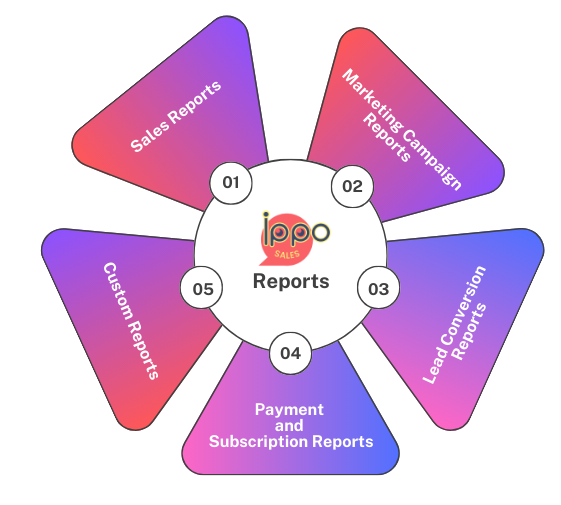 Sales Reports
01
Marketing Campaign
Reports
02
ippo
SALES
Reports
03
Lead Conversion
Reports
04
Payment
and
Subscription Reports
05
Custom Reports